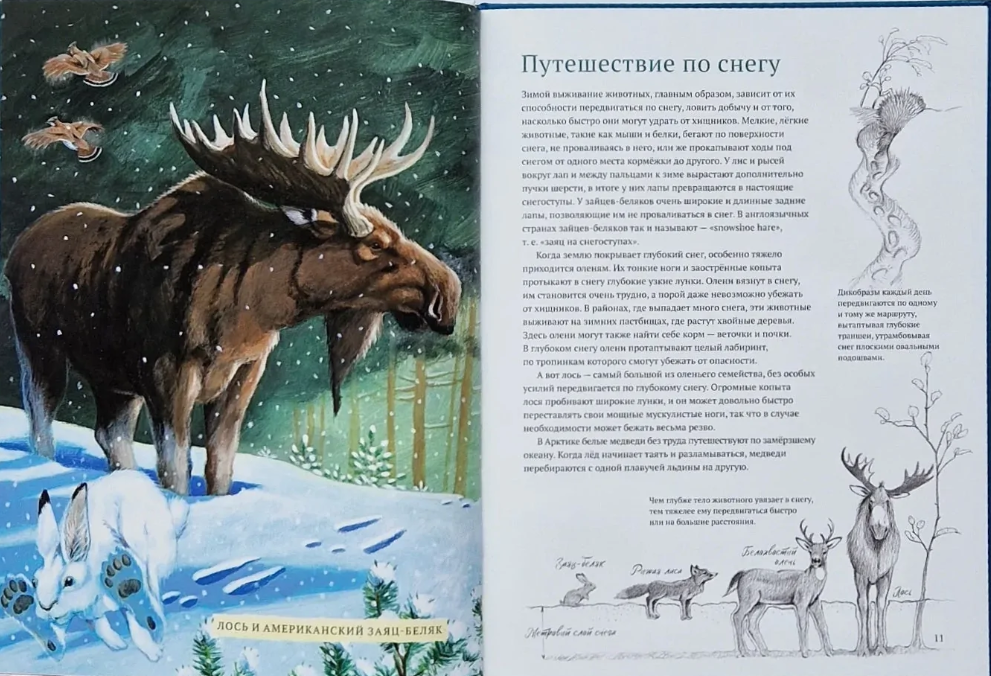 ЛОСЬ И АМЕРИКАНСКИЙ ЗАЯЦ-БЕЛЯК
Путешествие по снегу
Зимой выживание животных, главным образом, зависит от их
способности передвигаться по снегу, ловить добычу и от того,
насколько быстро они могут удрать от хищников. Мелкие, лёгкие
животные, такие как мыши и белки, бегают по поверхности
снега, не проваливаясь в него, или же прокапывают ходы под
снегом от одного места кормёжки до другого. У лис и рысей
вокруг лап и между пальцами к зиме вырастают дополнительно
пучки шерсти, в итоге у них лапы превращаются в настоящие
снегоступы. У зайцев-беляков очень широкие и длинные задние
лапы, позволяющие им не проваливаться в снег. В англоязычных
странах зайцев-беляков так и называют — «snowshoe hare»,
т. е. «заяц на снегоступах».
Когда землю покрывает глубокий снег, особенно тяжело
приходится оленям. Их тонкие ноги и заострённые копыта
протыкают в снегу глубокие узкие лунки. Олени вязнут в снегу,
им становится очень трудно, а порой даже невозможно убежать
от хищников. В районах, где выпадает много снега, эти животные
выживают на зимних пастбищах, где растут хвойные деревья.
Здесь олени могут также найти себе корм — веточки и почки.
В глубоком снегу олени протаптывают целый лабиринт,
по тропинкам которого смогут убежать от опасности.
А вот лось — самый большой из оленьего семейства, без особых
усилий передвигается по глубокому снегу. Огромные копыта
лося пробивают широкие лунки, и он может довольно быстро
переставлять свои мощные мускулистые ноги, так что в случае
необходимости может бежать весьма резво.
В Арктике белые медведи без труда путешествуют по замёрзшему
океану. Когда лёд начинает таять и разламываться, медведи
перебираются с одной плавучей льдины на другую.
Дикобразы каждый день
передвигаются по одному
и тому же маршруту,
вытаптывая глубокие
траншеи, утрамбовывая
снег плоскими овальными
подошвами.
Чем глубже тело животного увязает в снегу,
тем тяжелее ему передвигаться быстро
или на большие расстояния.
Заяц-беляк
Рыжая лиса
Белохвостый
олень
Лось
Метровый слой снега
11